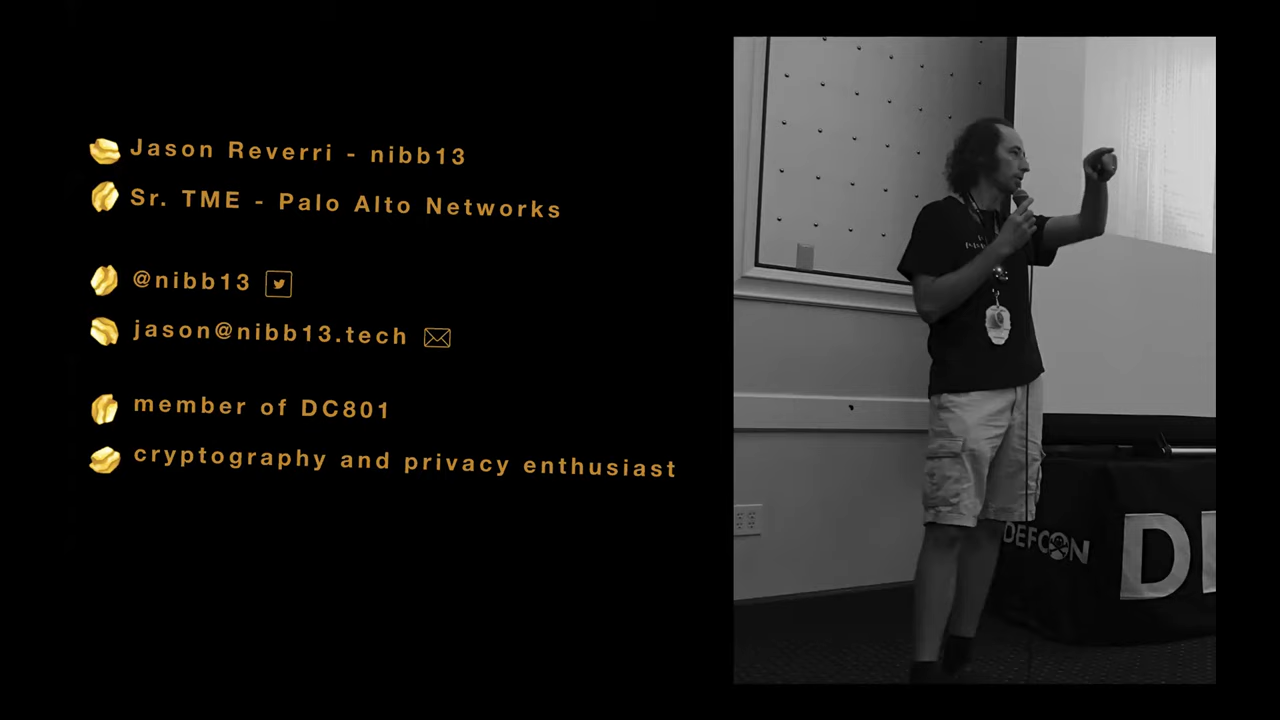 Jason Reverri - nibb13
Sr. TME - Palo Alto Networks
@nibb13
jason@nibb13.tech
member of DC801
cryptography and privacy enthusiast
DEFCON